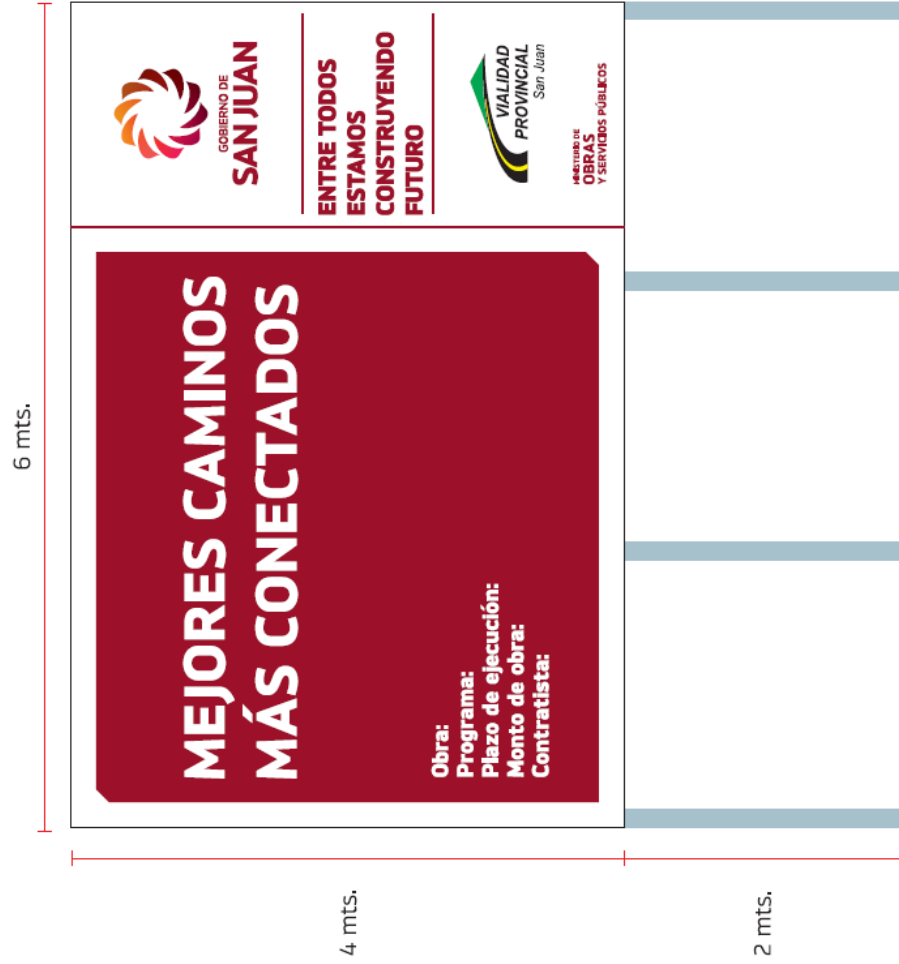 6 mts.
MEJORES CAMINOS
MÁS CONECTADOS
Obra:
Programa:
Plazo de ejecución:
Monto de obra:
Contratista:
GOBIERNO DE
SAN JUAN
ENTRE TODOS
ESTAMOS
CONSTRUYENDO
FUTURO
VIALIDAD
PROVINCIAL
San Juan
MINISTERIO DE
OBRAS
Y SERVICIOS PÚBLICOS
4 mts.
2 mts.